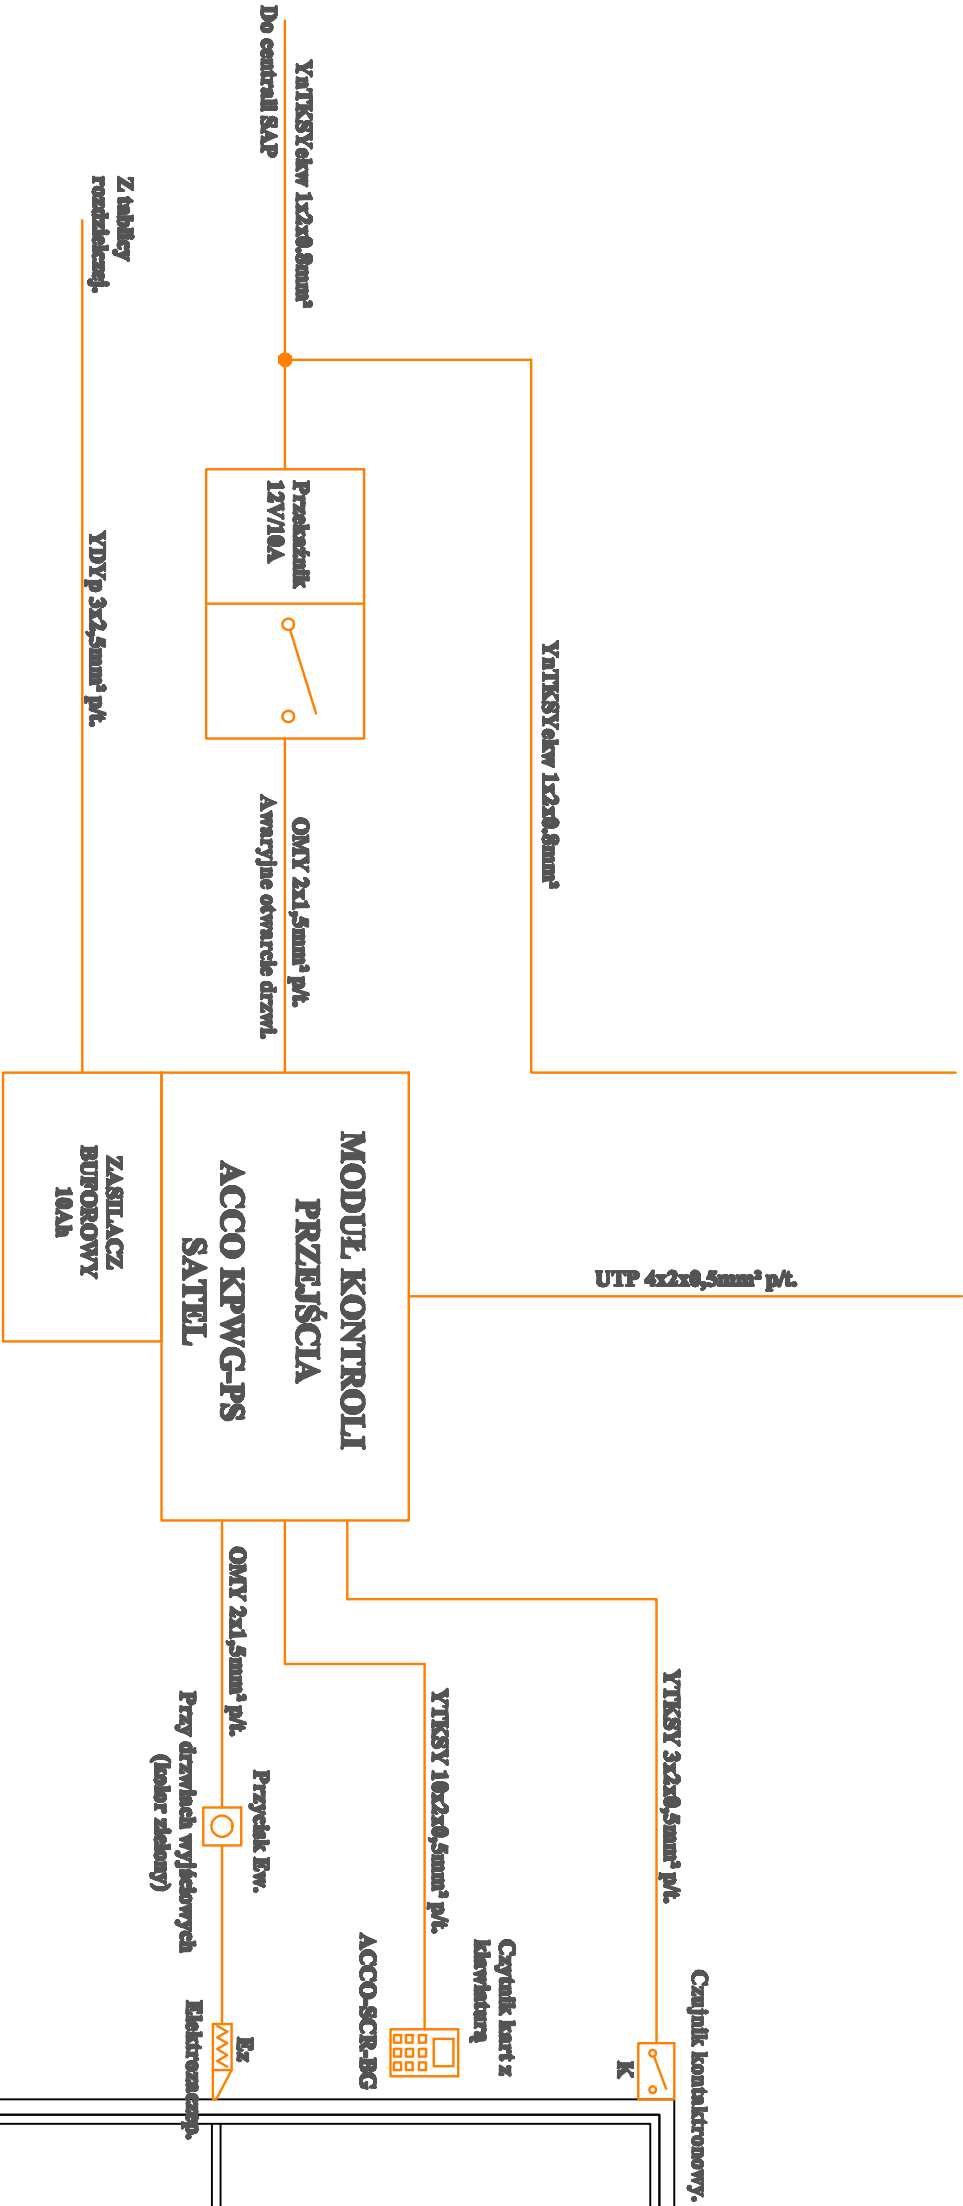 Czujnik kontaktronowy.
K
YTKSY 3x2x0,5mm² p/t.
UTP 4x2x0,5mm² p/t.
YnTKSYekw 1x2x0.8mm²
Czytnik kart z
klawiaturą
YTKSY 10x2x0,5mm² p/t.
ACCO-SCR-BG
YnTKSYekw 1x2x0.8mm²
Do centrali SAP
Przekaźnik
12V/10A
OMY 2x1,5mm² p/t.
Awaryjne otwarcie drzwi.
MODUŁ KONTROLI
PRZEJŚCIA
ACCO KPWG-PS
SATEL
OMY 2x1,5mm² p/t.
Przycisk Ew.
Przy drzwiach wyjściowych
(kolor zielony)
Ez
Elektrozaczep.
Z tablicy
rozdzielczej.
YDYp 3x2,5mm² p/t.
ZASILACZ
BUFOROWY
10Ah